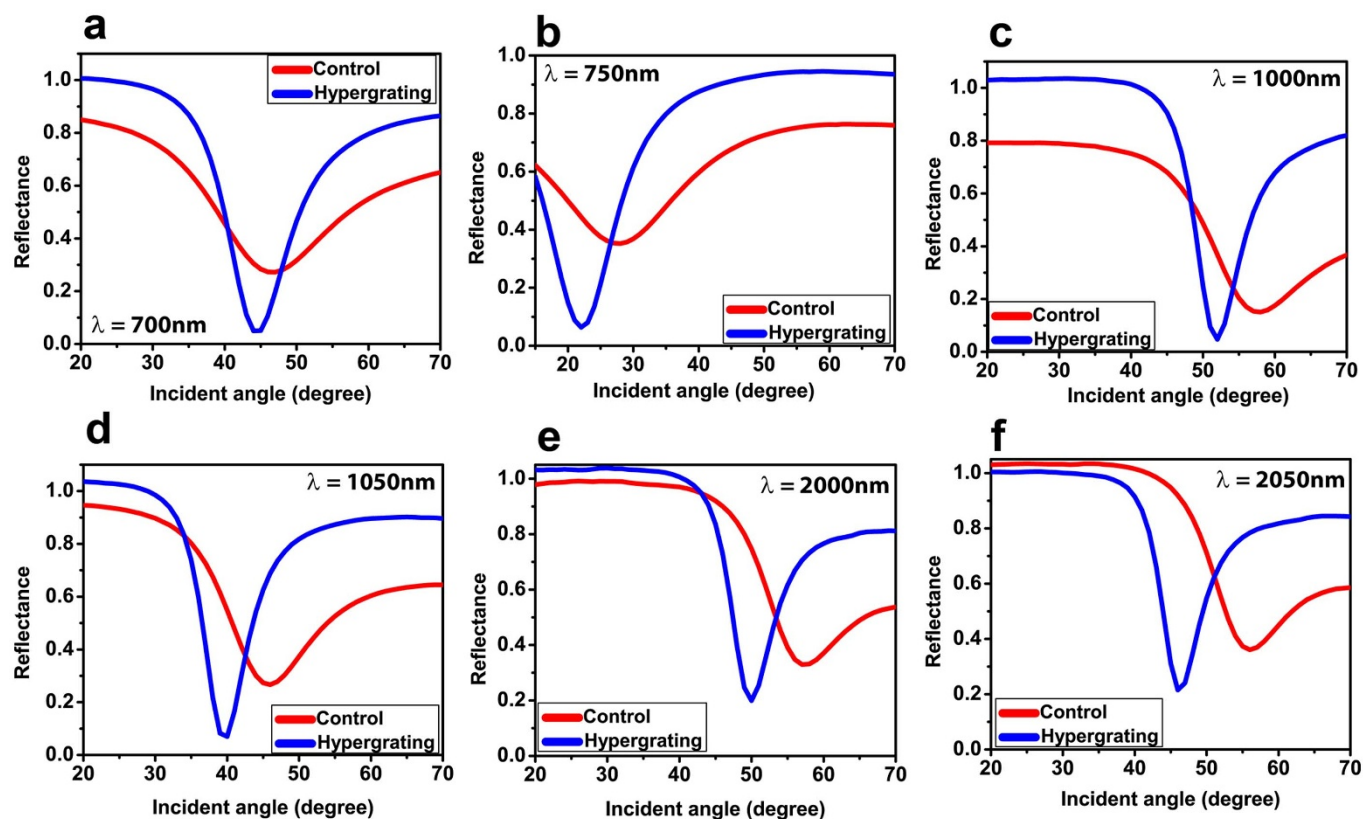 a
Control
Hypergrating
λ = 700nm
Reflectance
1.0
0.8
0.6
0.4
0.2
0.0
20 30 40 50 60 70
Incident angle (degree)
b
λ = 750nm
Control
Hypergrating
Reflectance
1.0
0.8
0.6
0.4
0.2
0.0
20 30 40 50 60 70
Incident angle (degree)
c
λ = 1000nm
Control
Hypergrating
Reflectance
1.0
0.8
0.6
0.4
0.2
0.0
20 30 40 50 60 70
Incident angle (degree)
d
λ = 1050nm
Control
Hypergrating
Reflectance
1.0
0.8
0.6
0.4
0.2
0.0
20 30 40 50 60 70
Incident angle (degree)
e
λ = 2000nm
Control
Hypergrating
Reflectance
1.0
0.8
0.6
0.4
0.2
0.0
20 30 40 50 60 70
Incident angle (degree)
f
λ = 2050nm
Control
Hypergrating
Reflectance
1.0
0.8
0.6
0.4
0.2
0.0
20 30 40 50 60 70
Incident angle (degree)